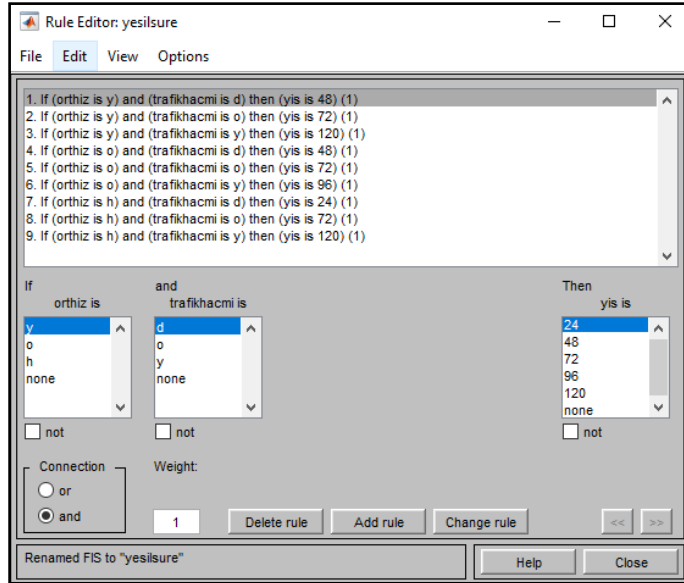 Rule Editor: yesilsure
File Edit View Options
1. If (orthiz is y) and (trafikhacmi is d) then (yis is 48) (1)
2. If (orthiz is y) and (trafikhacmi is o) then (yis is 72) (1)
3. If (orthiz is y) and (trafikhacmi is y) then (yis is 120) (1)
4. If (orthiz is o) and (trafikhacmi is d) then (yis is 48) (1)
5. If (orthiz is o) and (trafikhacmi is o) then (yis is 72) (1)
6. If (orthiz is o) and (trafikhacmi is y) then (yis is 96) (1)
7. If (orthiz is h) and (trafikhacmi is d) then (yis is 24) (1)
8. If (orthiz is h) and (trafikhacmi is o) then (yis is 72) (1)
9. If (orthiz is h) and (trafikhacmi is y) then (yis is 120) (1)
If
orthiz is
y
o
h
none
not
and
trafikhacmi is
d
o
y
none
not
Then
yis is
24
48
72
96
120
none
not
Connection
or
and
Weight:
1
Delete rule
Add rule
Change rule
<<
>>
Renamed FIS to "yesilsure"
Help
Close